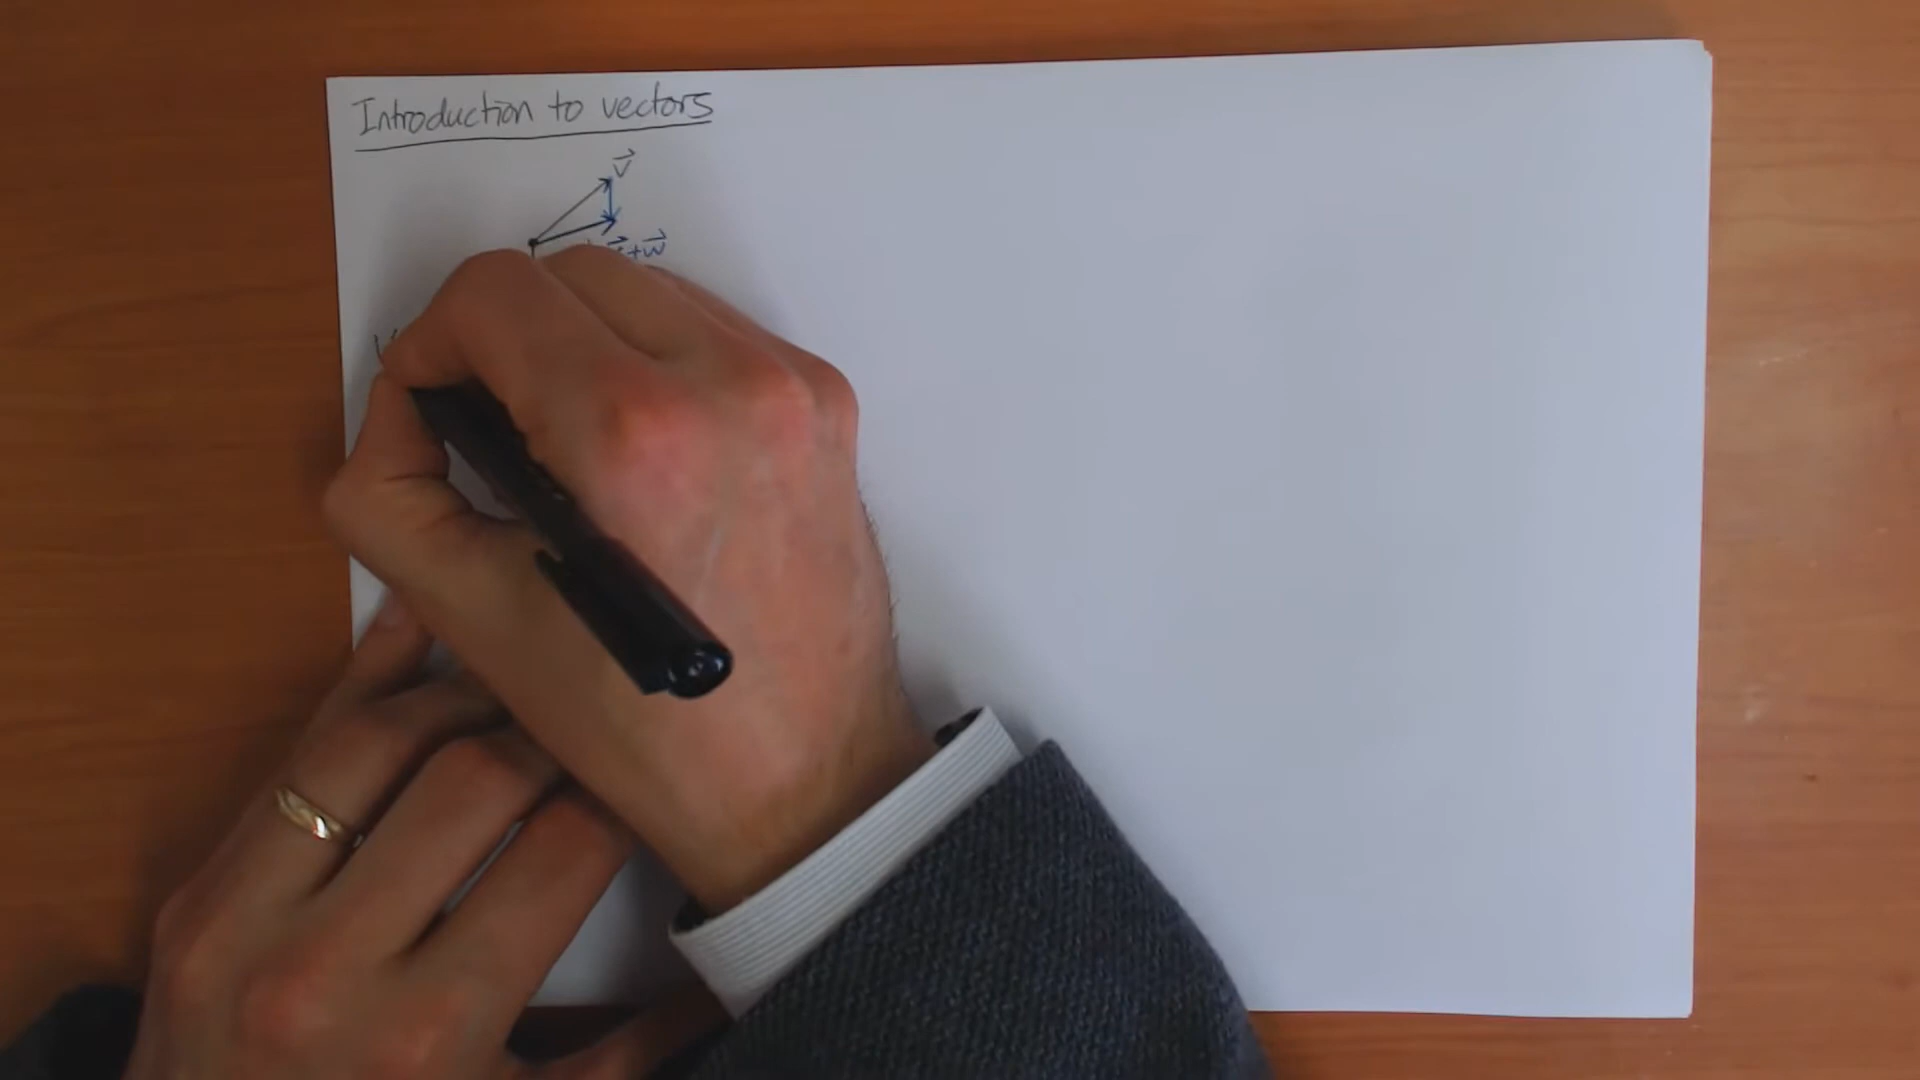 Introduction to vectors
v⃗
+w⃗